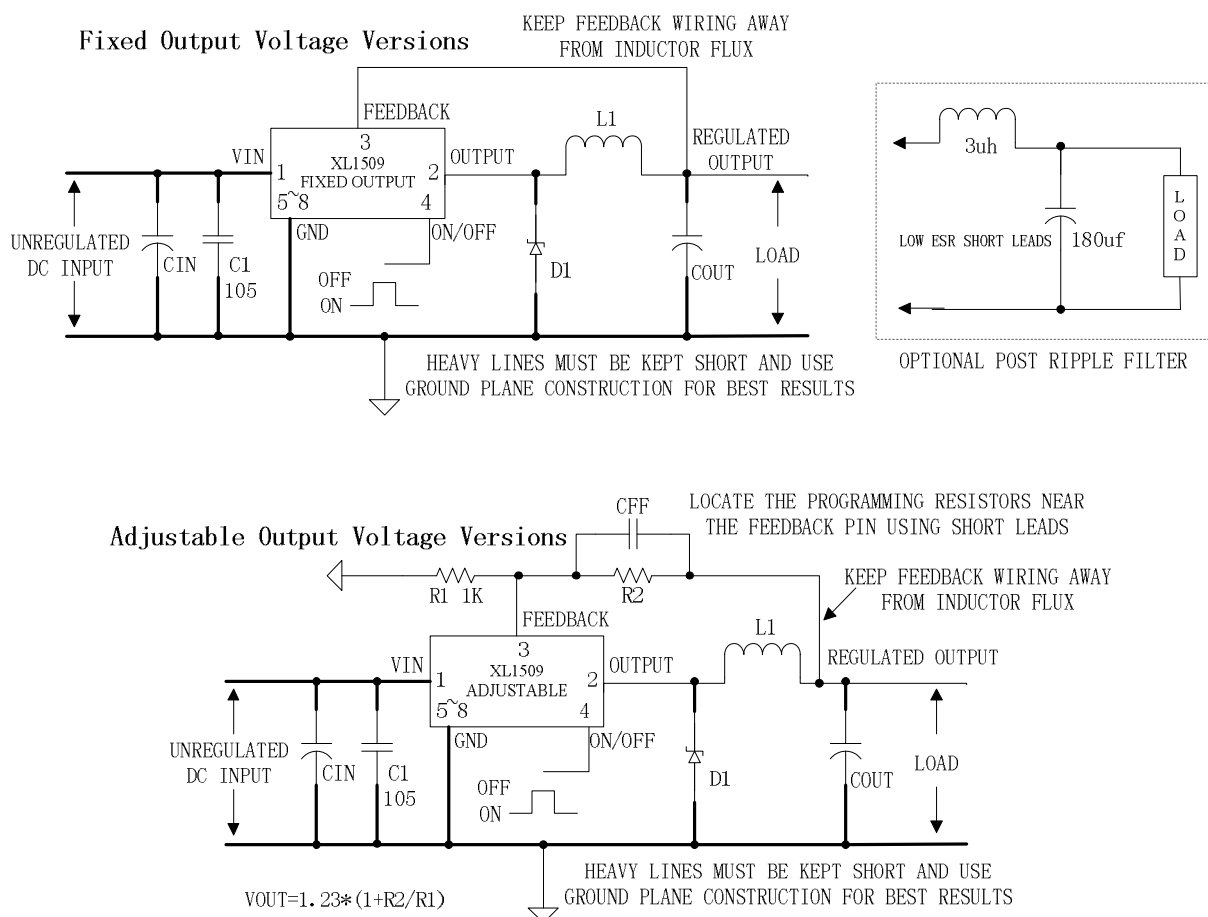 Fixed Output Voltage Versions
KEEP FEEDBACK WIRING AWAY
FROM INDUCTOR FLUX
FEEDBACK
3
XL1509
FIXED OUTPUT
VIN
1
5~8
2
4
OUTPUT
GND
ON/OFF
L1
REGULATED
OUTPUT
UNREGULATED
DC INPUT
CIN
C1
105
OFF
ON
D1
COUT
LOAD
HEAVY LINES MUST BE KEPT SHORT AND USE
GROUND PLANE CONSTRUCTION FOR BEST RESULTS
3uh
LOW ESR SHORT LEADS
180uf
LOAD
OPTIONAL POST RIPPLE FILTER
Adjustable Output Voltage Versions
CFF
LOCATE THE PROGRAMMING RESISTORS NEAR
THE FEEDBACK PIN USING SHORT LEADS
R1 1K
R2
KEEP FEEDBACK WIRING AWAY
FROM INDUCTOR FLUX
FEEDBACK
3
XL1509
ADJUSTABLE
VIN
1
5~8
2
4
OUTPUT
GND
ON/OFF
L1
REGULATED OUTPUT
UNREGULATED
DC INPUT
CIN
C1
105
OFF
ON
D1
COUT
LOAD
HEAVY LINES MUST BE KEPT SHORT AND USE
GROUND PLANE CONSTRUCTION FOR BEST RESULTS
VOUT=1.23*(1+R2/R1)